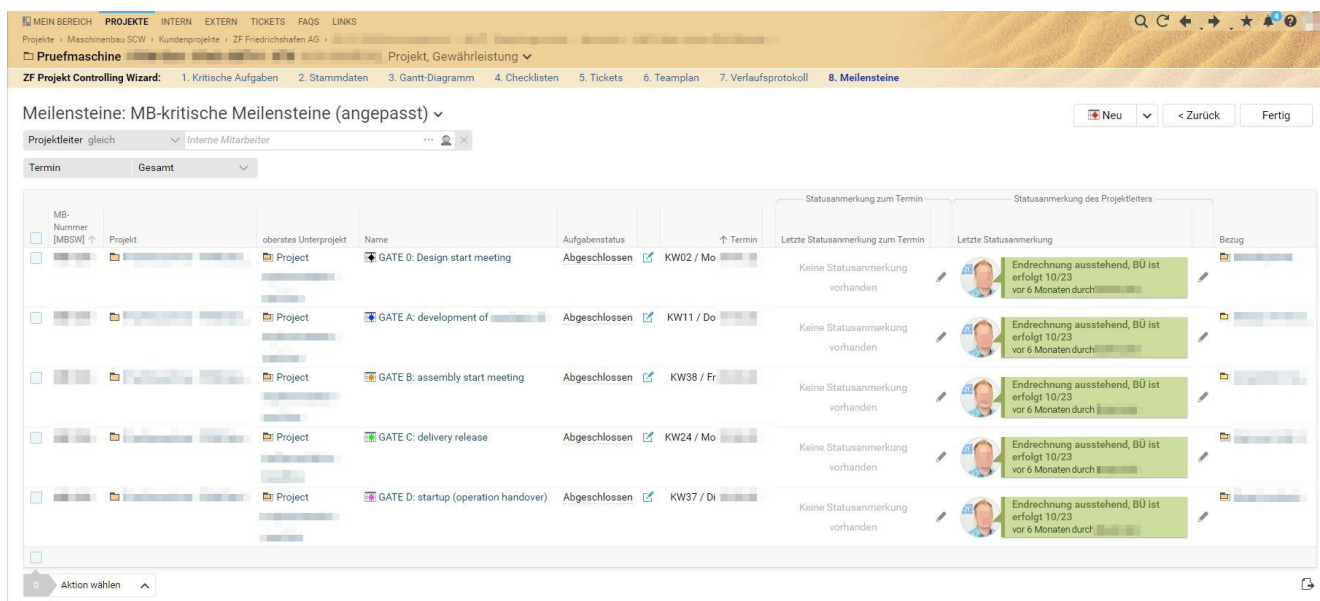 MEIN BEREICH PROJEKTE INTERN EXTERN TICKETS FAQS LINKS
4
Projekte › Maschinenbau SCW › Kundenprojekte › ZF Friedrichshafen AG ›
Pruefmaschine Projekt, Gewährleistung
ZF Projekt Controlling Wizard: 1. Kritische Aufgaben 2. Stammdaten 3. Gantt-Diagramm 4. Checklisten 5. Tickets 6. Teamplan 7. Verlaufsprotokoll 8. Meilensteine
Meilensteine: MB-kritische Meilensteine (angepasst)
Neu < Zurück Fertig
Projektleiter gleich Interne Mitarbeiter ...
Termin Gesamt
Statusanmerkung zum Termin Statusanmerkung des Projektleiters
MB-
Nummer
[MBSW] ↑ Projekt oberstes Unterprojekt Name Aufgabenstatus ↑ Termin Letzte Statusanmerkung zum Termin Letzte Statusanmerkung Bezug
Project GATE 0: Design start meeting Abgeschlossen KW02 / Mo
Keine Statusanmerkung
vorhanden
Endrechnung ausstehend, BÜ ist
erfolgt 10/23
vor 6 Monaten durch
Project GATE A: development of Abgeschlossen KW11 / Do
Keine Statusanmerkung
vorhanden
Endrechnung ausstehend, BÜ ist
erfolgt 10/23
vor 6 Monaten durch
Project GATE B: assembly start meeting Abgeschlossen KW38 / Fr
Keine Statusanmerkung
vorhanden
Endrechnung ausstehend, BÜ ist
erfolgt 10/23
vor 6 Monaten durch
Project GATE C: delivery release Abgeschlossen KW24 / Mo
Keine Statusanmerkung
vorhanden
Endrechnung ausstehend, BÜ ist
erfolgt 10/23
vor 6 Monaten durch
Project GATE D: startup (operation handover) Abgeschlossen KW37 / Di
Keine Statusanmerkung
vorhanden
Endrechnung ausstehend, BÜ ist
erfolgt 10/23
vor 6 Monaten durch
0 Aktion wählen